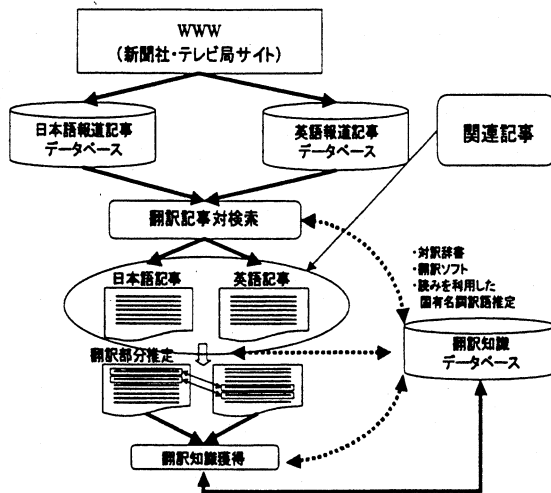 WWW
(新聞社・テレビ局サイト)
日本語報道記事
データベース
英語報道記事
データベース
関連記事
翻訳記事対検索
日本語記事
英語記事
・対訳辞書
・翻訳ソフト
・読みを利用した
固有名詞訳語推定
翻訳知識
データベース
翻訳部分推定
翻訳知識獲得